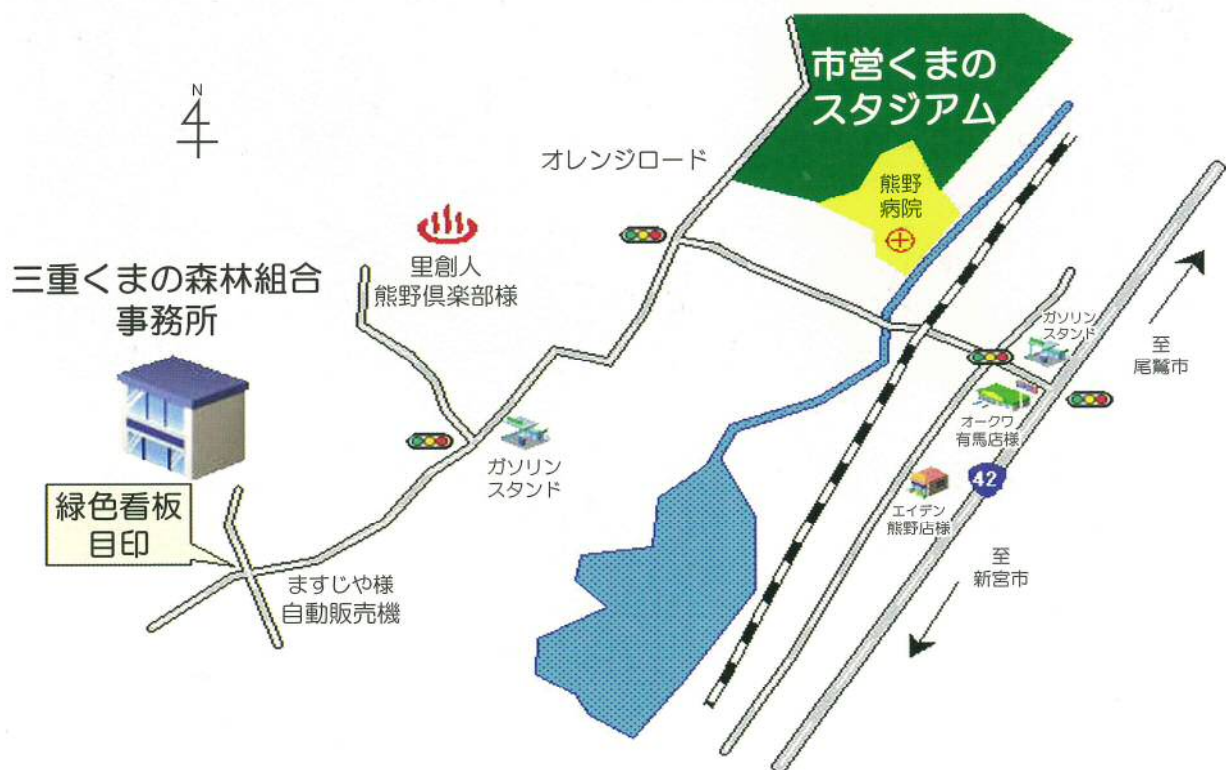 N
市営くまの
スタジアム
オレンジロード
熊野
病院
三重くまの森林組合
事務所
里創人
熊野倶楽部様
ガソリン
スタンド
至
尾鷲市
オークワ
有馬店様
ガソリン
スタンド
42
エイデン
熊野店様
緑色看板
目印
至
新宮市
ますじや様
自動販売機